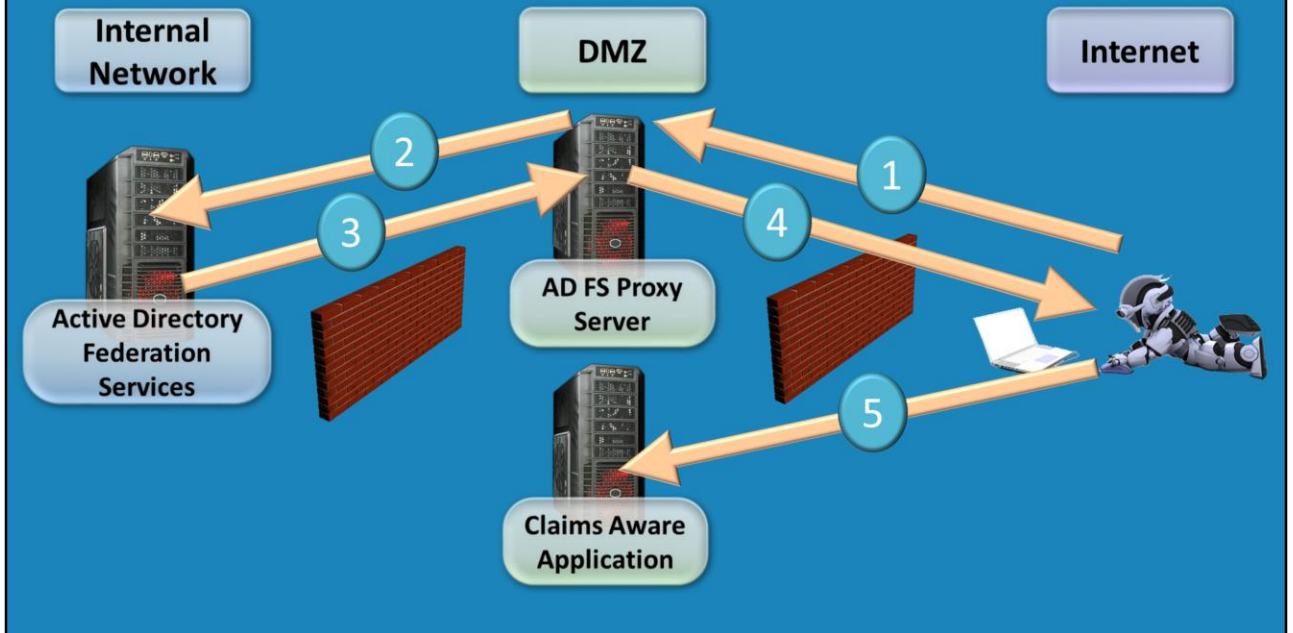 Internal
Network
DMZ
Internet
2
1
3
4
AD FS Proxy
Server
Active Directory
Federation
Services
5
Claims Aware
Application